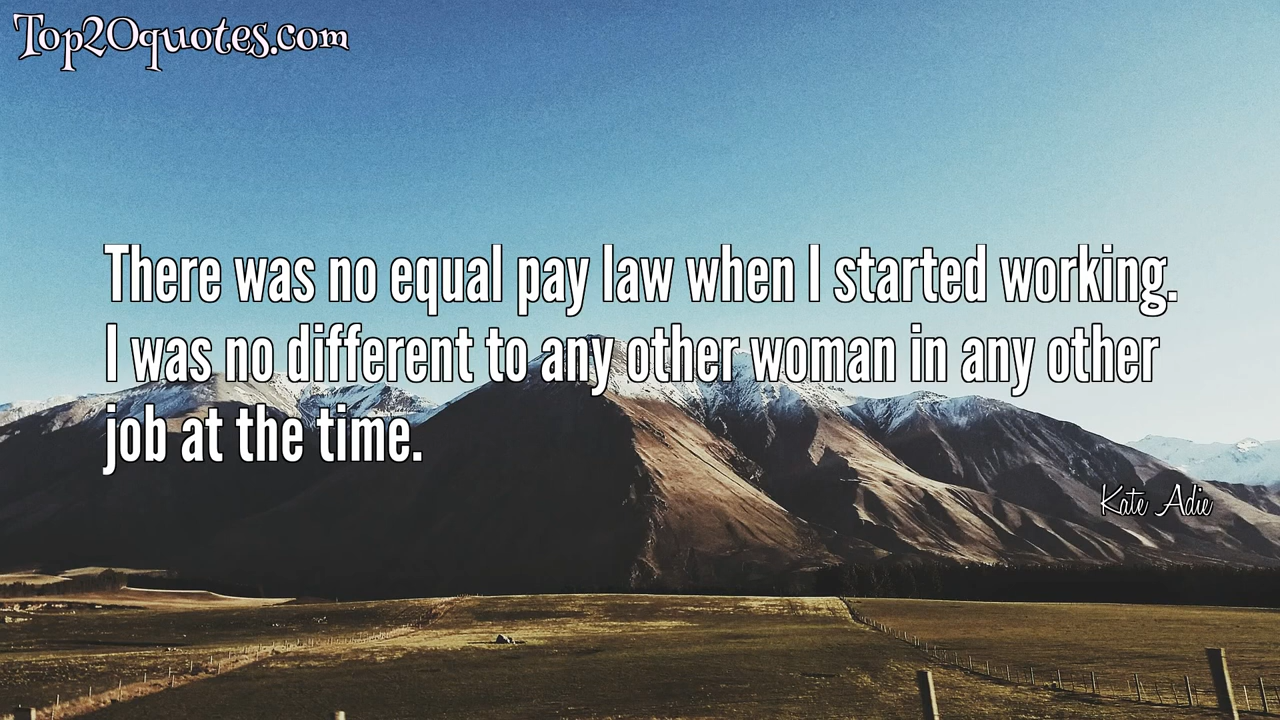 Top20quotes.com
There was no equal pay law when I started working.
I was no different to any other woman in any other
job at the time.
Kate Adie